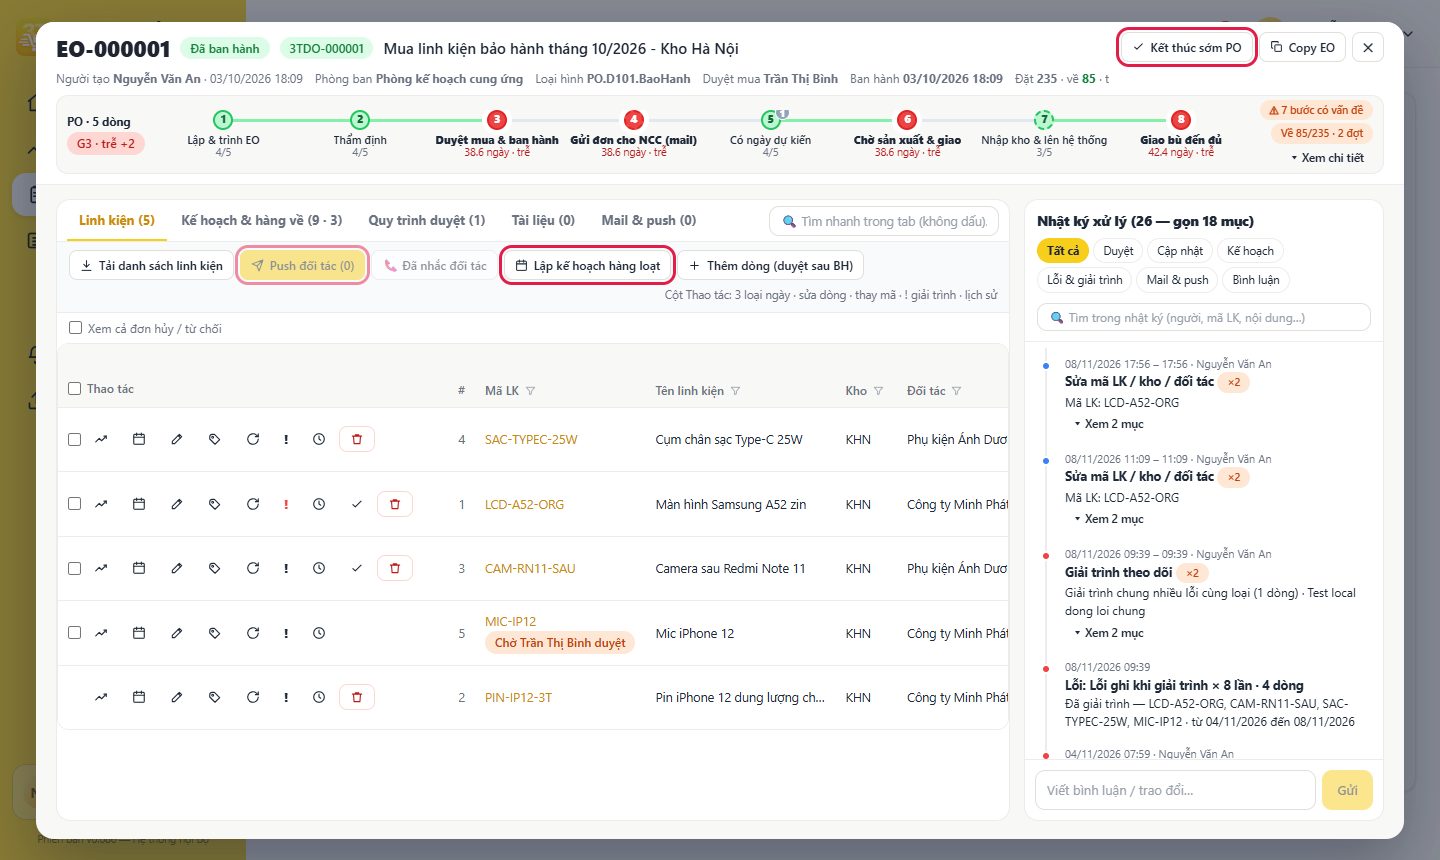 EO-000001 Đã ban hành 3TDO-000001 Mua linh kiện bảo hành tháng 10/2026 - Kho Hà Nội
Kết thúc sớm PO Copy EO
Người tạo Nguyễn Văn An · 03/10/2026 18:09 Phòng ban Phòng kế hoạch cung ứng Loại hình PO.D101.BaoHanh Duyệt mua Trần Thị Bình Ban hành 03/10/2026 18:09 Đặt 235 · về 85 · t
PO · 5 dòng
G3 · trễ +2
1 2 3 4 5 6 7 8
Lập & trình EO Thẩm định Duyệt mua & ban hành Gửi đơn cho NCC (mail) Có ngày dự kiến Chờ sản xuất & giao Nhập kho & lên hệ thống Giao bù đến đủ
4/5 4/5 38.6 ngày · trễ 38.6 ngày · trễ 4/5 38.6 ngày · trễ 3/5 42.4 ngày · trễ
7 bước có vấn đề
Về 85/235 · 2 đợt
Xem chi tiết
Linh kiện (5) Kế hoạch & hàng về (9 · 3) Quy trình duyệt (1) Tài liệu (0) Mail & push (0) Tìm nhanh trong tab (không dấu).
Tải danh sách linh kiện Push đối tác (0) Đã nhắc đối tác Lập kế hoạch hàng loạt + Thêm dòng (duyệt sau BH)
Cột Thao tác: 3 loại ngày · sửa dòng · thay mã · ! giải trình · lịch sử
Xem cả đơn hủy / từ chối
Thao tác # Mã LK Tên linh kiện Kho Đối tác
! 4 SAC-TYPEC-25W Cụm chân sạc Type-C 25W KHN Phụ kiện Ánh Dươ
! 1 LCD-A52-ORG Màn hình Samsung A52 zin KHN Công ty Minh Phát
! 3 CAM-RN11-SAU Camera sau Redmi Note 11 KHN Phụ kiện Ánh Dươ
! 5 MIC-IP12 Mic iPhone 12 KHN Công ty Minh Phát
Chờ Trần Thị Bình duyệt
! 2 PIN-IP12-3T Pin iPhone 12 dung lượng ch... KHN Công ty Minh Phát
Nhật ký xử lý (26 — gọn 18 mục)
Tất cả Duyệt Cập nhật Kế hoạch
Lỗi & giải trình Mail & push Bình luận
Tìm trong nhật ký (người, mã LK, nội dung...)
08/11/2026 17:56 – 17:56 · Nguyễn Văn An
Sửa mã LK / kho / đối tác ×2
Mã LK: LCD-A52-ORG
Xem 2 mục
08/11/2026 11:09 – 11:09 · Nguyễn Văn An
Sửa mã LK / kho / đối tác ×2
Mã LK: LCD-A52-ORG
Xem 2 mục
08/11/2026 09:39 – 09:39 · Nguyễn Văn An
Giải trình theo dõi ×2
Giải trình chung nhiều lỗi cùng loại (1 dòng) · Test local
dong loi chung
Xem 2 mục
08/11/2026 09:39
Lỗi: Lỗi ghi khi giải trình × 8 lần · 4 dòng
Đã giải trình — LCD-A52-ORG, CAM-RN11-SAU, SAC-
TYPEC-25W, MIC-IP12 · từ 04/11/2026 đến 08/11/2026
04/11/2026 07:59 · Nguyễn Văn An
Viết bình luận / trao đổi... Gửi